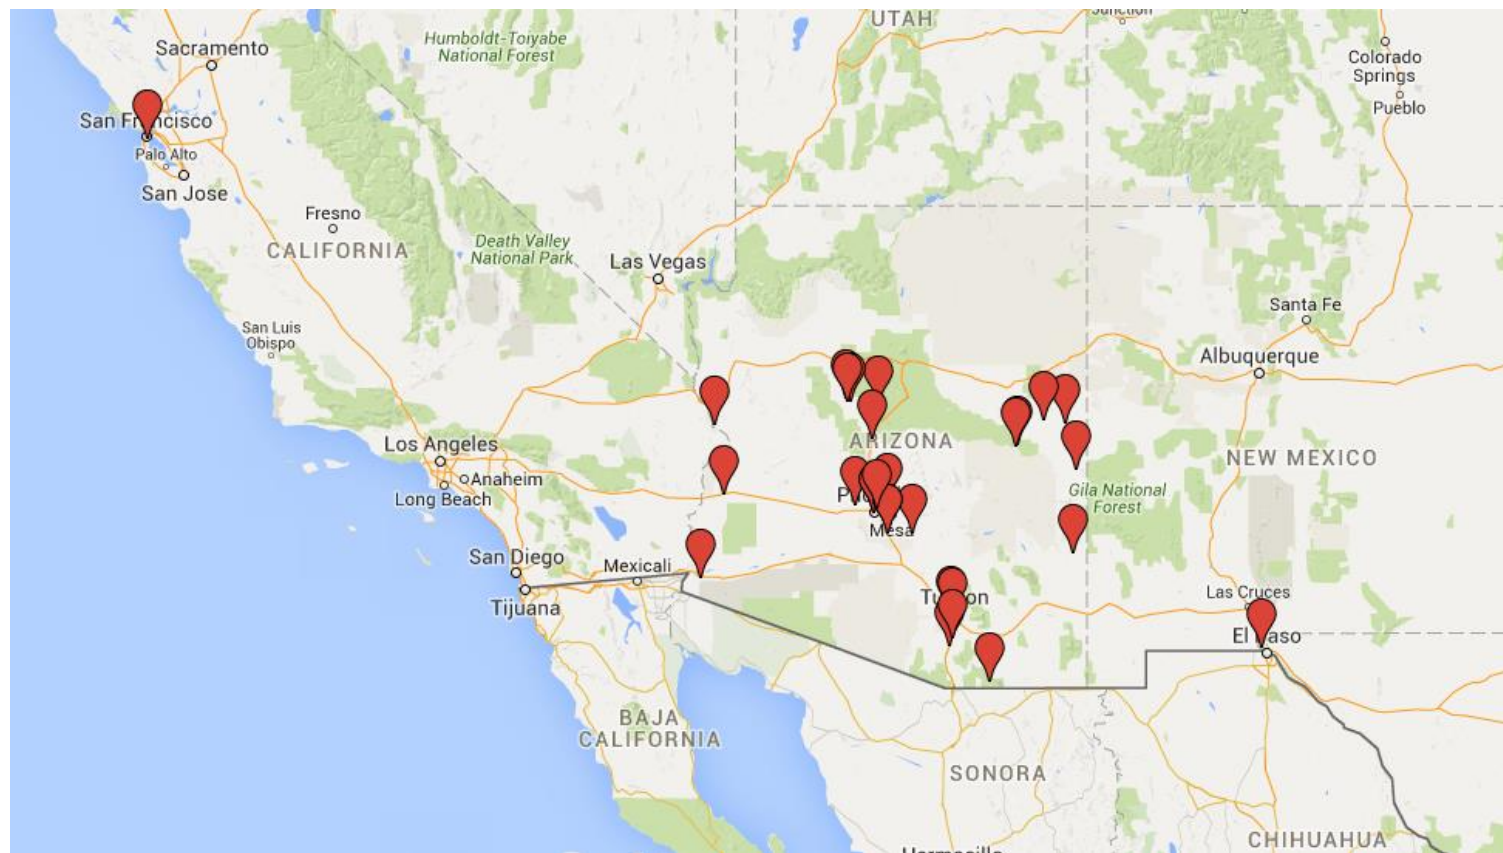 UTAH
Junction
Sacramento
Humboldt-Toiyabe
National Forest
Colorado
Springs
Pueblo
San Francisco
Palo Alto
San Jose
Fresno
CALIFORNIA
Death Valley
National Park
Las Vegas
Santa Fe
San Luis
Obispo
Albuquerque
Los Angeles
ARIZONA
NEW MEXICO
Anaheim
Long Beach
Gila National
Forest
Mesa
San Diego
Mexicali
Tijuana
Tucson
Las Cruces
El Paso
BAJA
CALIFORNIA
SONORA
CHIHUAHUA
Hermosillo